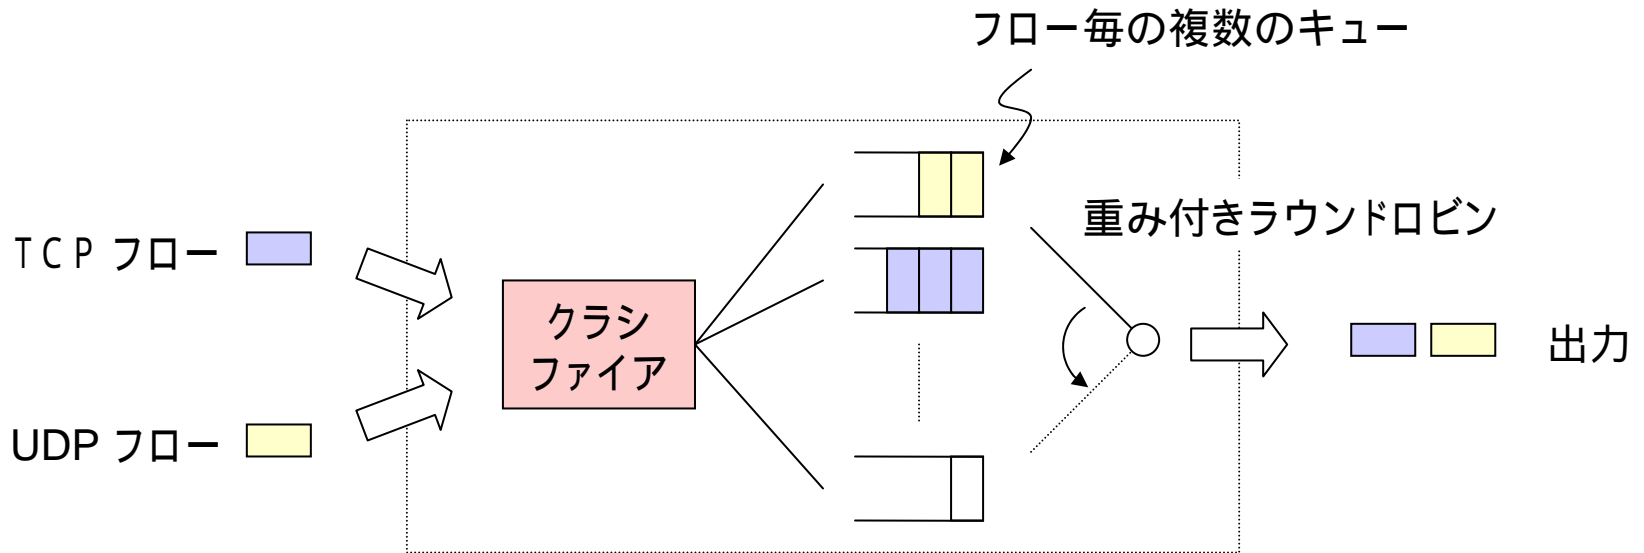 フロー毎の複数のキュー
重み付きラウンドロビン
ＴＣＰ フロー
クラシ
ファイア
出力
UDP フロー